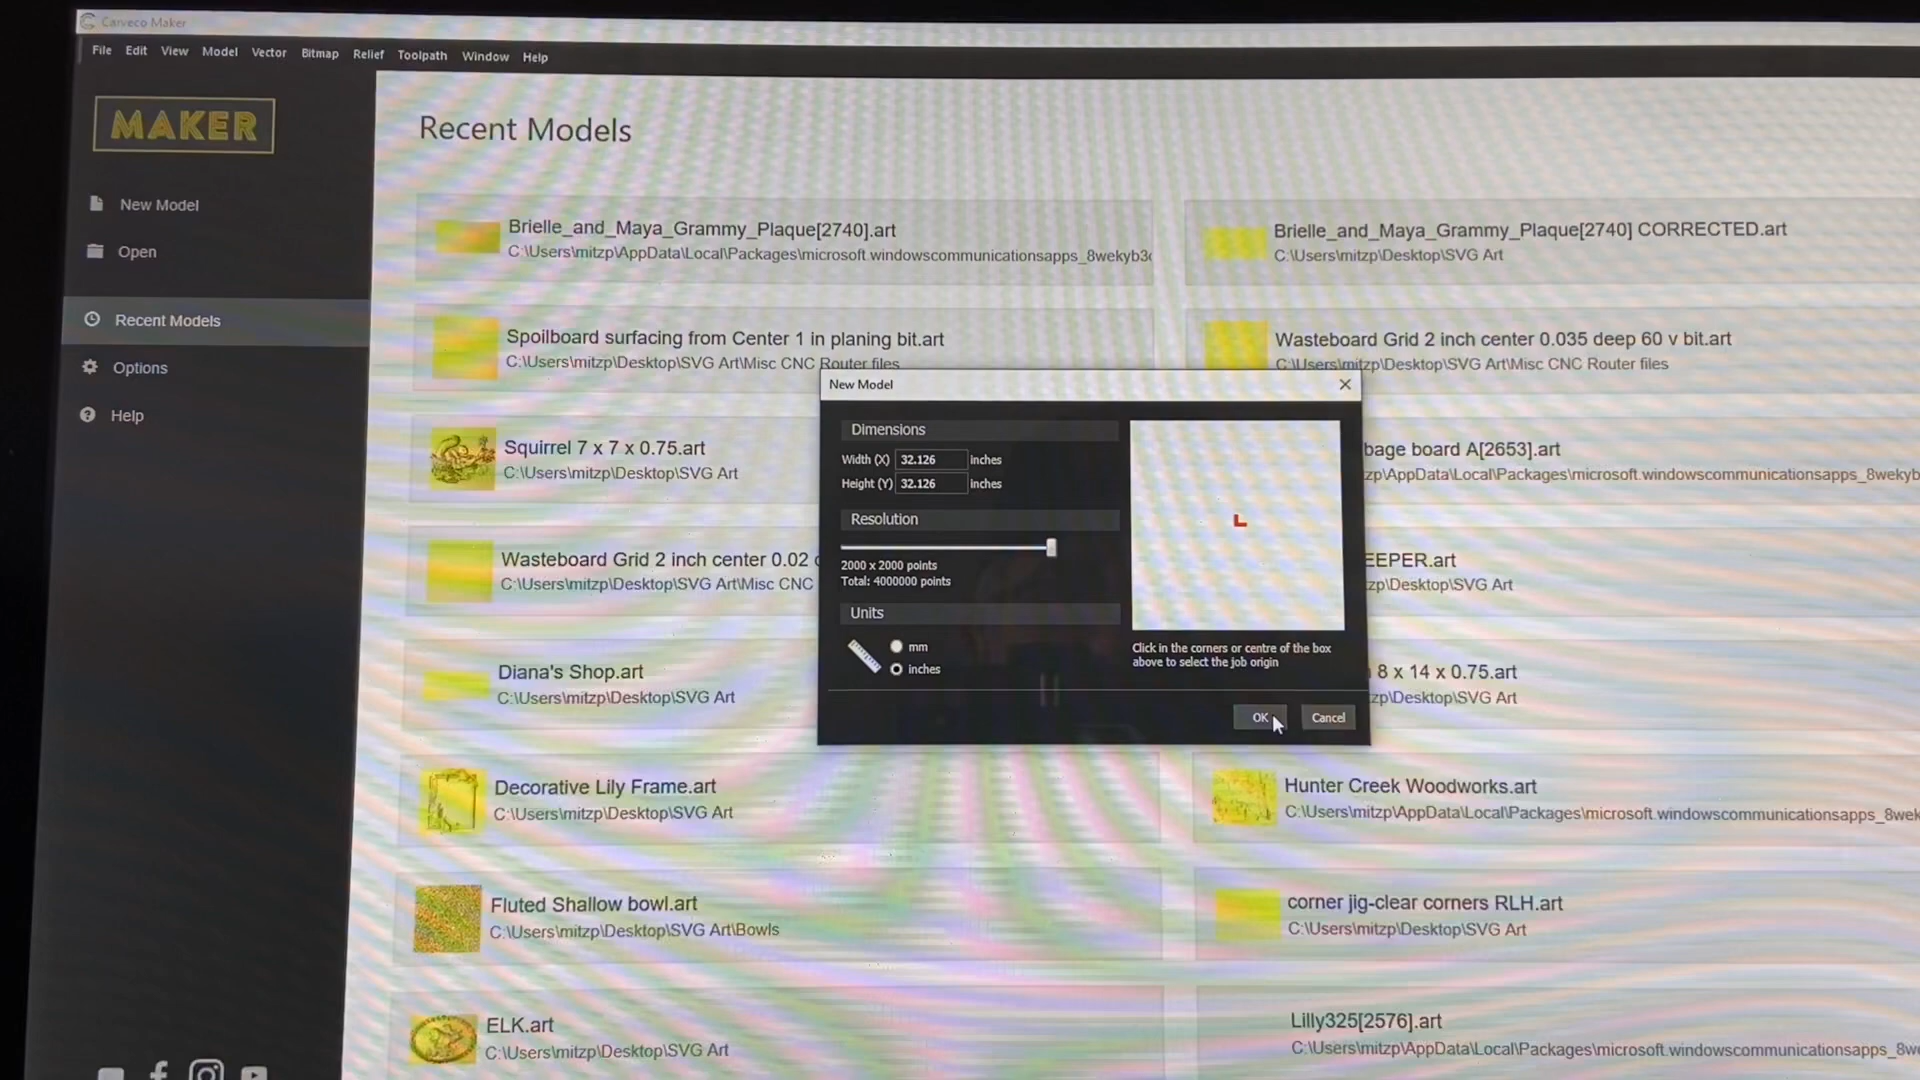 Carveco Maker
File Edit View Model Vector Bitmap Relief Toolpath Window Help
MAKER
New Model
Open
Recent Models
Options
Help
Recent Models
Brielle_and_Maya_Grammy_Plaque[2740].art
C:\Users\mitzp\AppData\Local\Packages\microsoft.windowscommunicationsapps_8wekyb3
Brielle_and_Maya_Grammy_Plaque[2740] CORRECTED.art
C:\Users\mitzp\Desktop\SVG Art
Spoilboard surfacing from Center 1 in planing bit.art
C:\Users\mitzp\Desktop\SVG Art\Misc CNC Router files
Wasteboard Grid 2 inch center 0.035 deep 60 v bit.art
C:\Users\mitzp\Desktop\SVG Art\Misc CNC Router files
Squirrel 7 x 7 x 0.75.art
C:\Users\mitzp\Desktop\SVG Art
bage board A[2653].art
zp\AppData\Local\Packages\microsoft.windowscommunicationsapps_8wekyb
Wasteboard Grid 2 inch center 0.02
C:\Users\mitzp\Desktop\SVG Art\Misc CNC
EEPER.art
zp\Desktop\SVG Art
Diana's Shop.art
C:\Users\mitzp\Desktop\SVG Art
8 x 14 x 0.75.art
zp\Desktop\SVG Art
Decorative Lily Frame.art
C:\Users\mitzp\Desktop\SVG Art
Hunter Creek Woodworks.art
C:\Users\mitzp\AppData\Local\Packages\microsoft.windowscommunicationsapps_8wek
Fluted Shallow bowl.art
C:\Users\mitzp\Desktop\SVG Art\Bowls
corner jig-clear corners RLH.art
C:\Users\mitzp\Desktop\SVG Art
ELK.art
C:\Users\mitzp\Desktop\SVG Art
Lilly325[2576].art
C:\Users\mitzp\AppData\Local\Packages\microsoft.windowscommunicationsapps_8we
New Model
Dimensions
Width (X) 32.126 inches
Height (Y) 32.126 inches
Resolution
2000 x 2000 points
Total: 4000000 points
Units
mm
inches
Click in the corners or centre of the box
above to select the job origin
OK Cancel